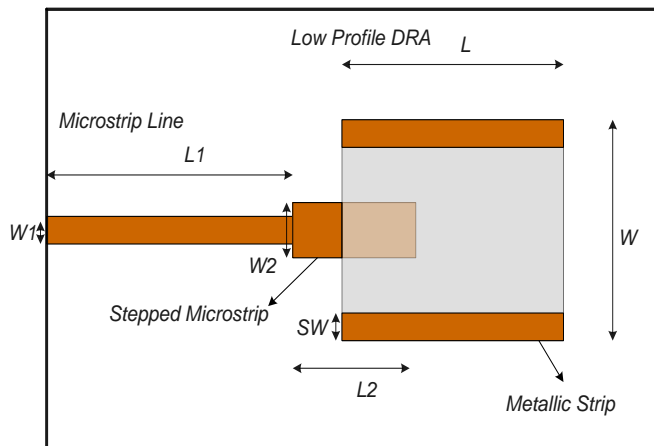 Low Profile DRA
L
Microstrip Line
L1
W1
W2
W
Stepped Microstrip
SW
L2
Metallic Strip